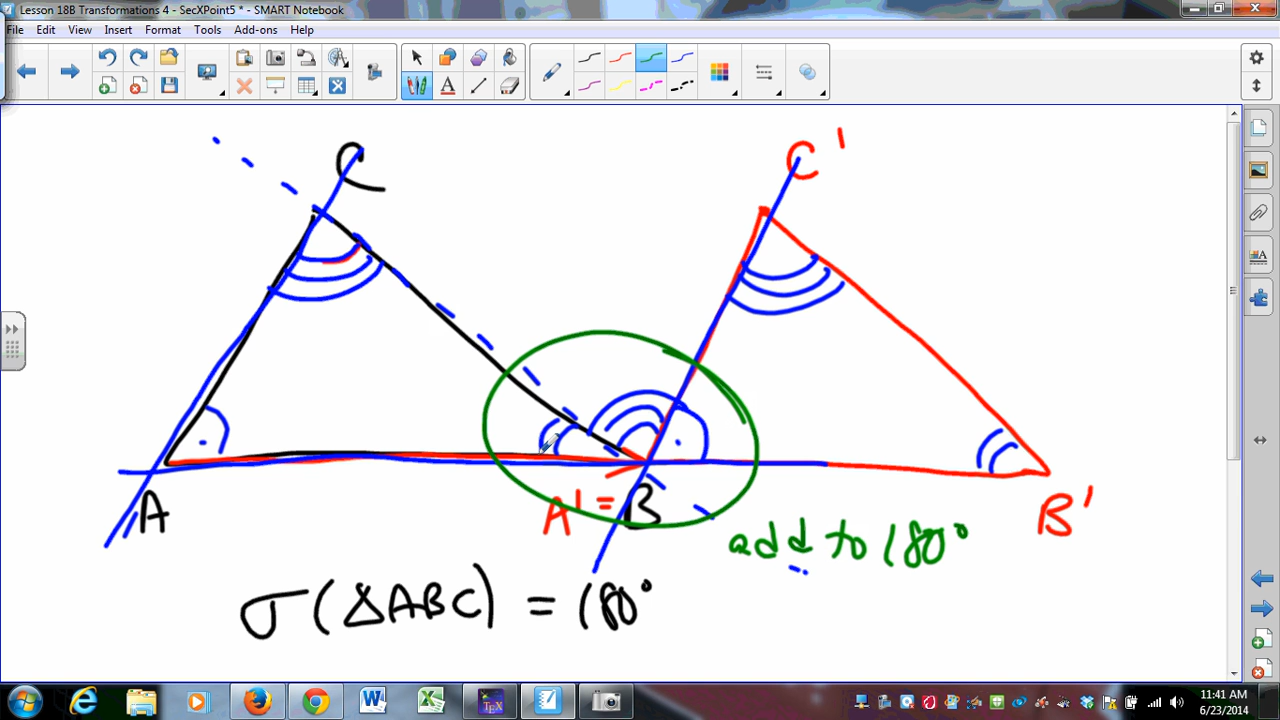 Lesson 18B Transformations 4 - SecXPoint5 * - SMART Notebook
File Edit View Insert Format Tools Add-ons Help
C C'
A A' = B B'
add to 180°
σ(△ABC) = 180°
11:41 AM
6/23/2014